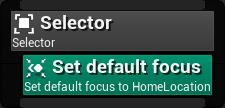 Selector
Selector
Set default focus
Set default focus to HomeLocation